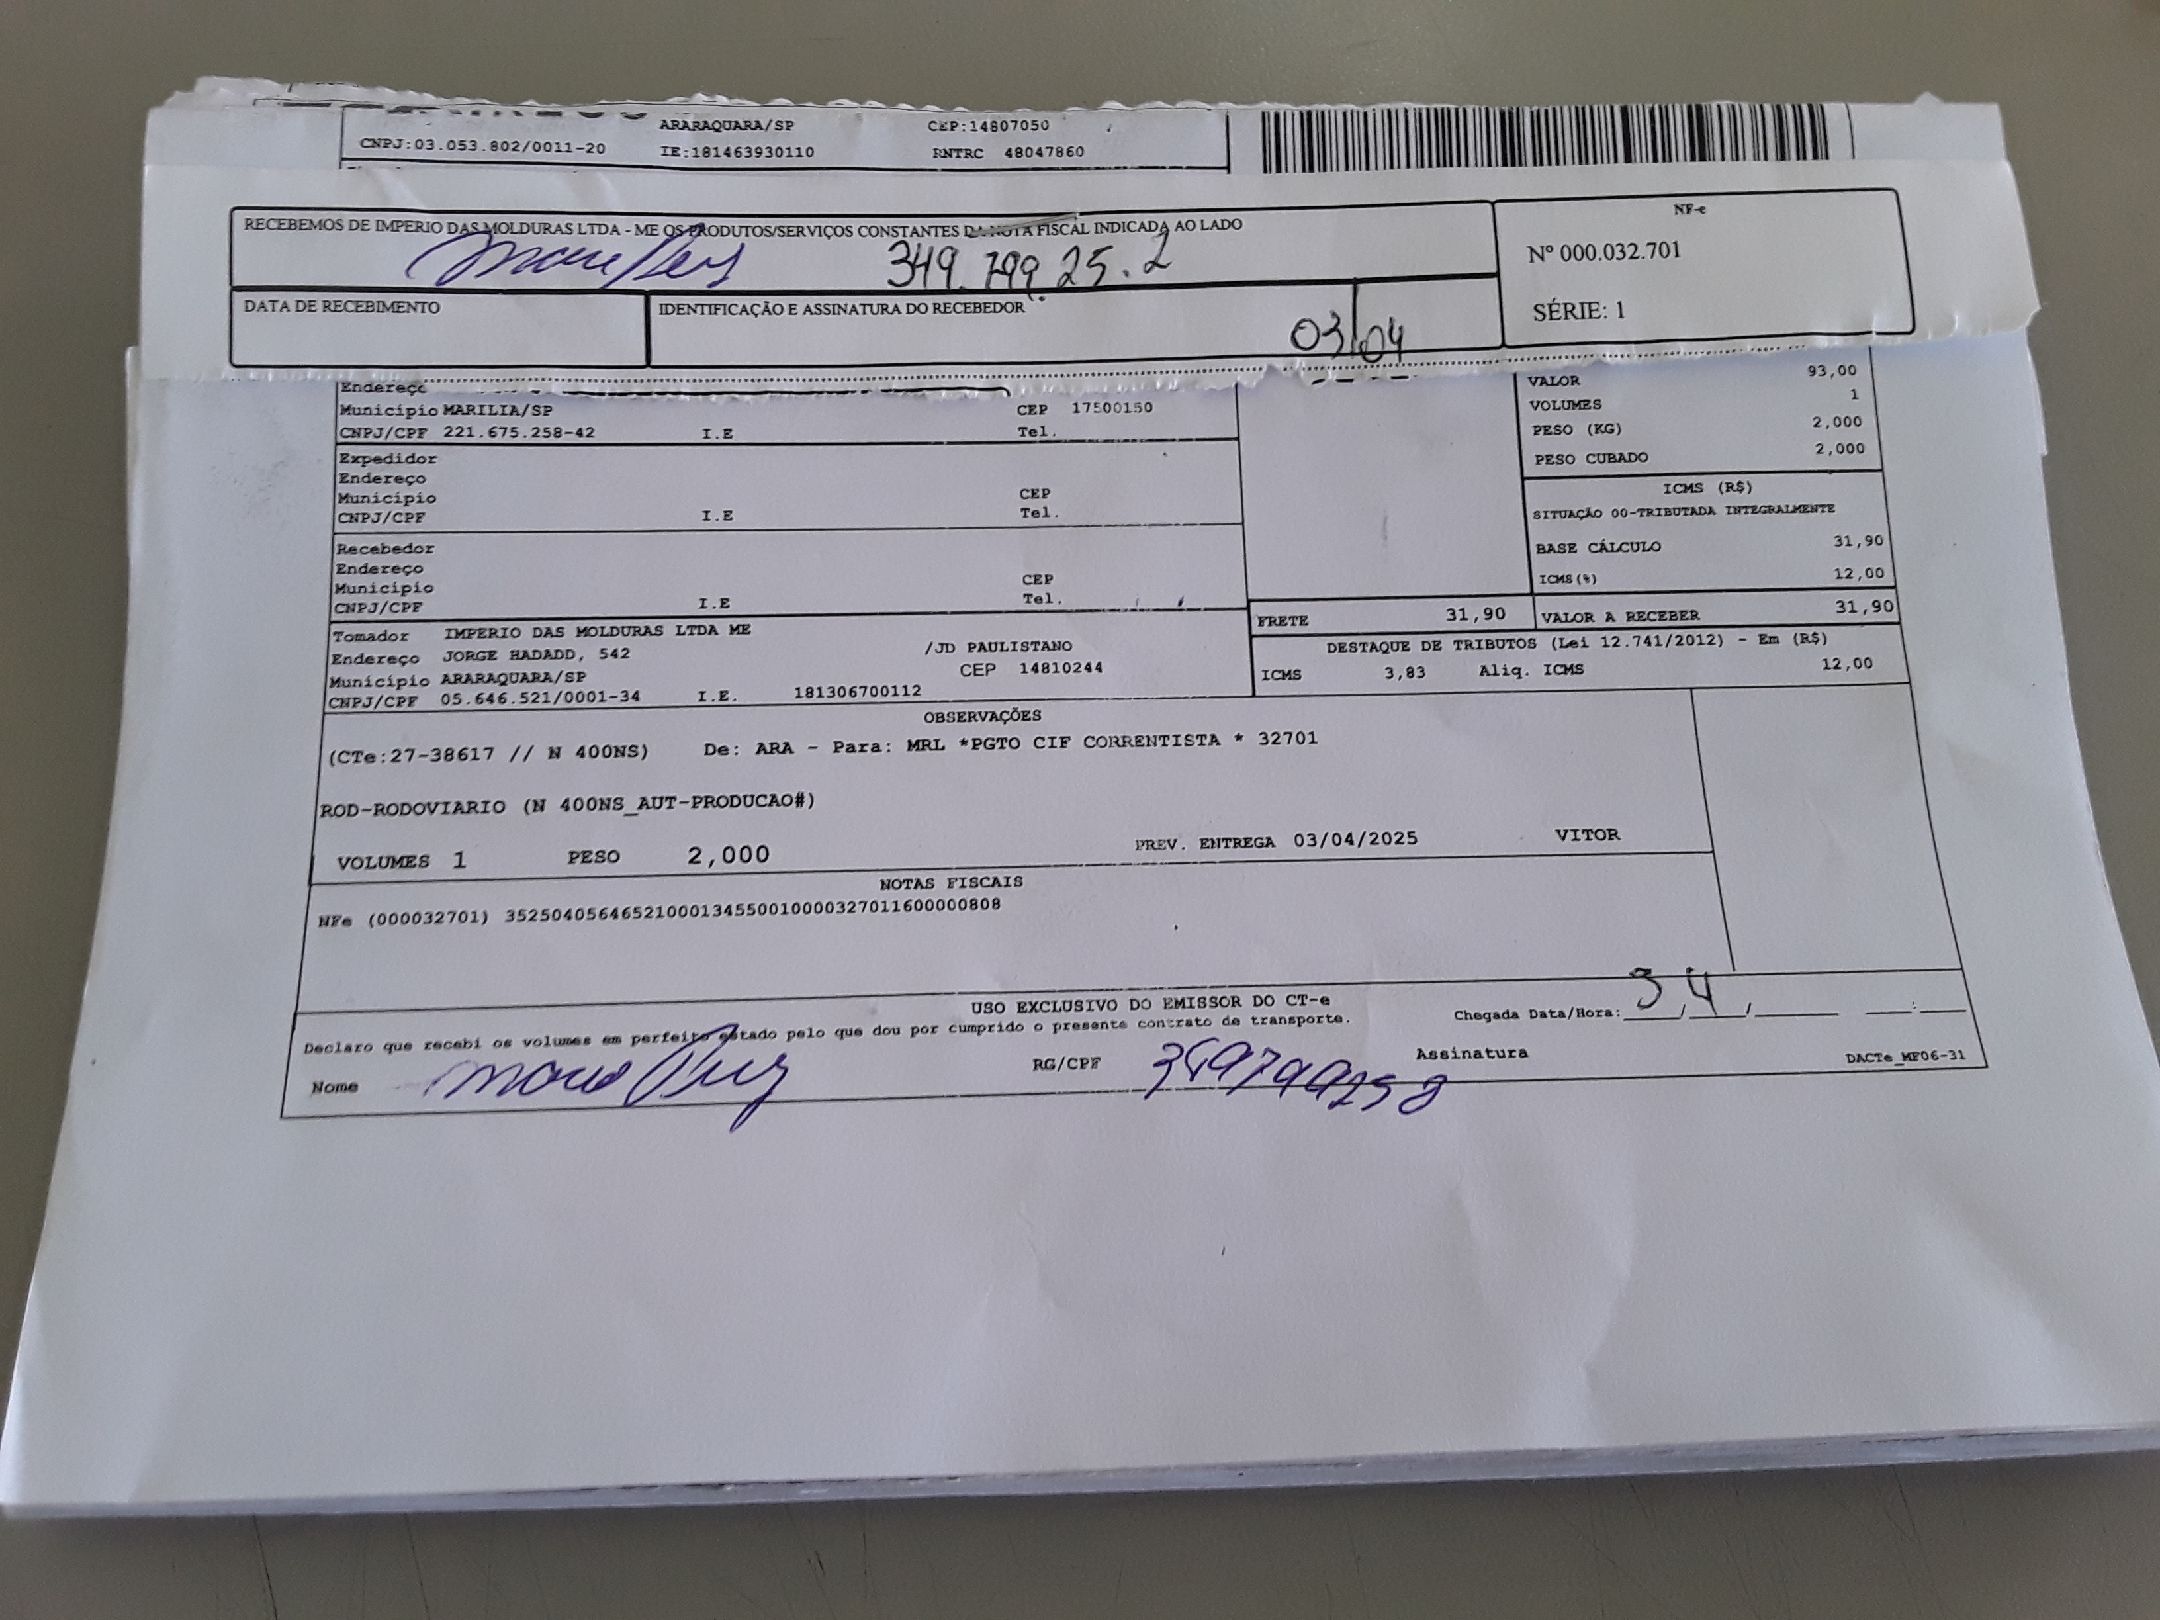 ARARAQUARA/SP CEP:14807050
CNPJ:03.053.802/0011-20 IE:181463930110 RNTRC 48047860
RECEBEMOS DE IMPERIO DAS MOLDURAS LTDA - ME OS PRODUTOS/SERVIÇOS CONSTANTES DA NOTA FISCAL INDICADA AO LADO
349.799.25.2
DATA DE RECEBIMENTO
IDENTIFICAÇÃO E ASSINATURA DO RECEBEDOR
03/04
NF-e
Nº 000.032.701
SÉRIE: 1
Endereço
Município MARILIA/SP CEP 17500150
CNPJ/CPF 221.675.258-42 I.E Tel.
Expedidor
Endereço
Município CEP
CNPJ/CPF I.E Tel.
Recebedor
Endereço
Município CEP
CNPJ/CPF I.E Tel.
Tomador IMPERIO DAS MOLDURAS LTDA ME
Endereço JORGE HADADD, 542 /JD PAULISTANO
Município ARARAQUARA/SP CEP 14810244
CNPJ/CPF 05.646.521/0001-34 I.E. 181306700112
VALOR 93,00
VOLUMES 1
PESO (KG) 2,000
PESO CUBADO 2,000
ICMS (R$)
SITUAÇÃO 00-TRIBUTADA INTEGRALMENTE
BASE CÁLCULO 31,90
ICMS(%) 12,00
FRETE 31,90 VALOR A RECEBER 31,90
DESTAQUE DE TRIBUTOS (Lei 12.741/2012) - Em (R$)
ICMS 3,83 Aliq. ICMS 12,00
OBSERVAÇÕES
(CTe:27-38617 // N 400NS) De: ARA - Para: MRL *PGTO CIF CORRENTISTA * 32701
ROD-RODOVIARIO (N 400NS_AUT-PRODUCAO#)
VOLUMES 1 PESO 2,000 PREV. ENTREGA 03/04/2025 VITOR
NOTAS FISCAIS
NFe (000032701) 35250405646521000134550010000327011600000808
USO EXCLUSIVO DO EMISSOR DO CT-e
Declaro que recebi os volumes em perfeito estado pelo que dou por cumprido o presente contrato de transporte.
Chegada Data/Hora: 3/4/ :
Nome RG/CPF Assinatura
DACTe_MF06-31